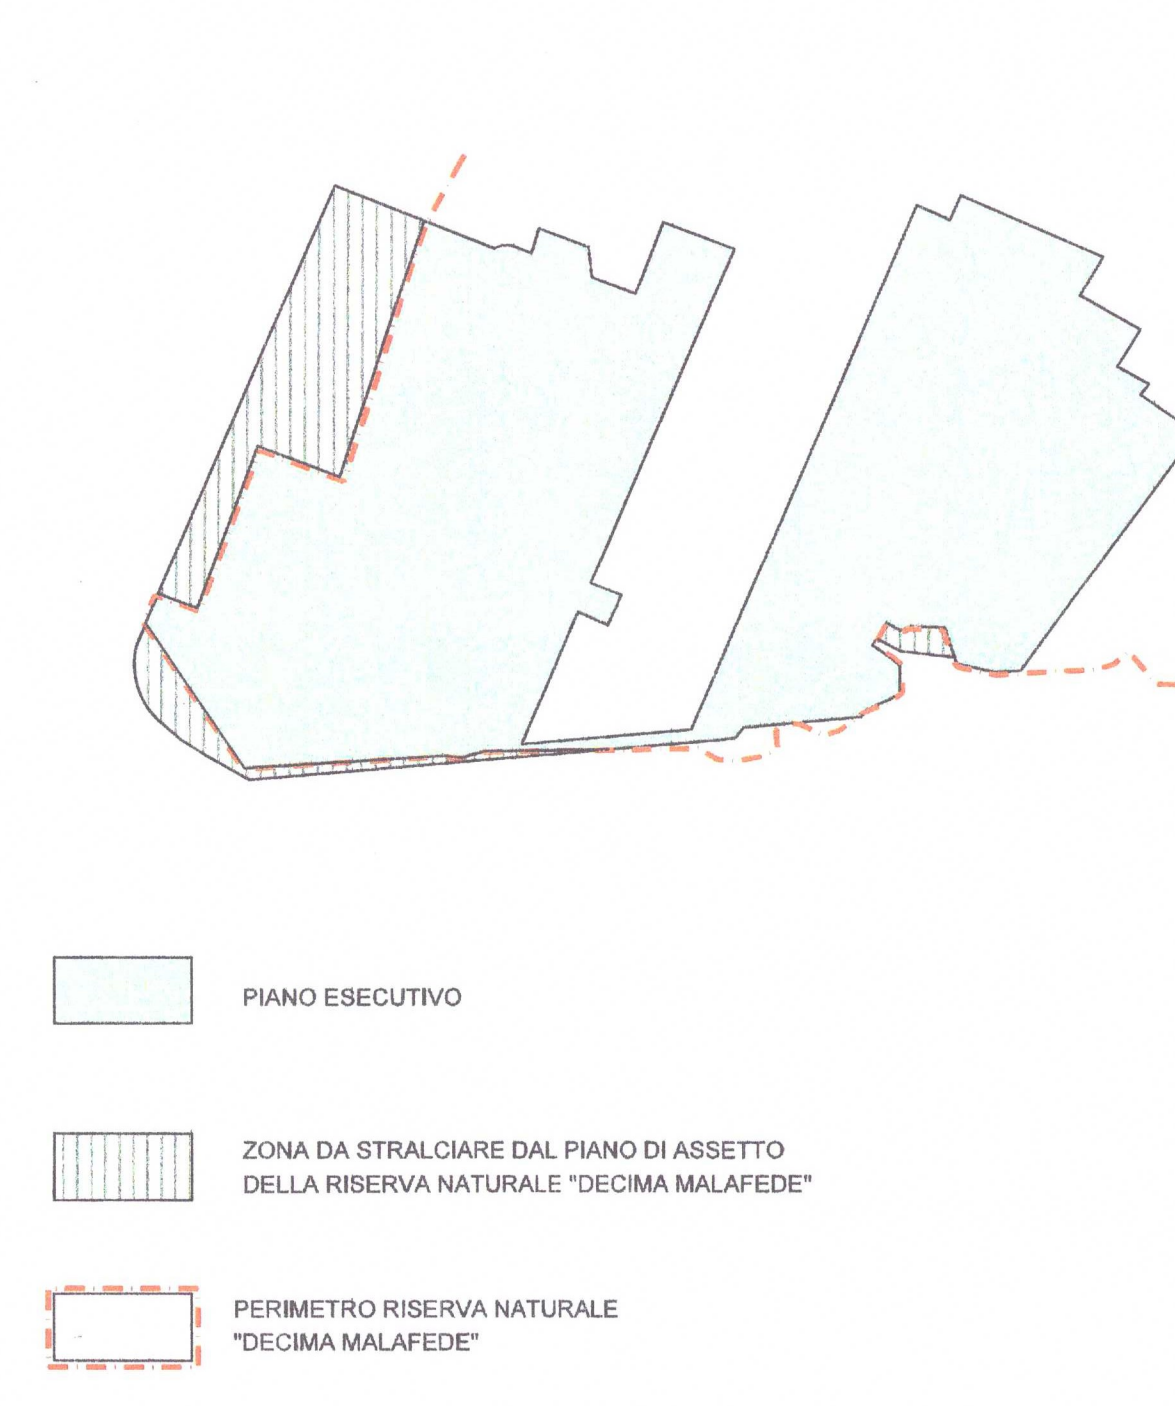 PIANO ESECUTIVO
ZONA DA STRALCIARE DAL PIANO DI ASSETTO
DELLA RISERVA NATURALE "DECIMA MALAFEDE"
PERIMETRO RISERVA NATURALE
"DECIMA MALAFEDE"